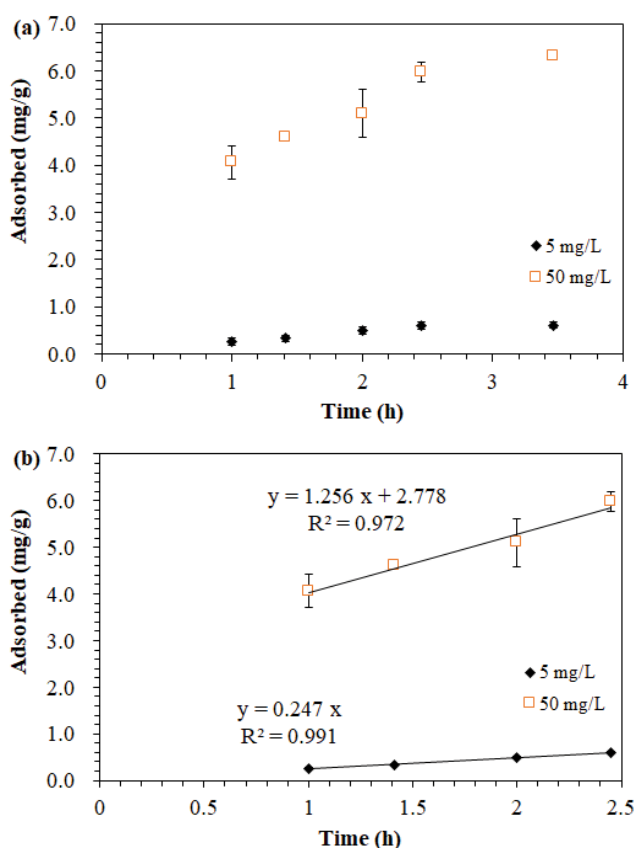 (a)
Adsorbed (mg/g)
7.0
6.0
5.0
4.0
3.0
2.0
1.0
0.0
5 mg/L
50 mg/L
0 1 2 3 4
Time (h)
(b)
Adsorbed (mg/g)
7.0
6.0
5.0
4.0
3.0
2.0
1.0
0.0
y = 1.256 x + 2.778
R² = 0.972
5 mg/L
50 mg/L
y = 0.247 x
R² = 0.991
0 0.5 1 1.5 2 2.5
Time (h)